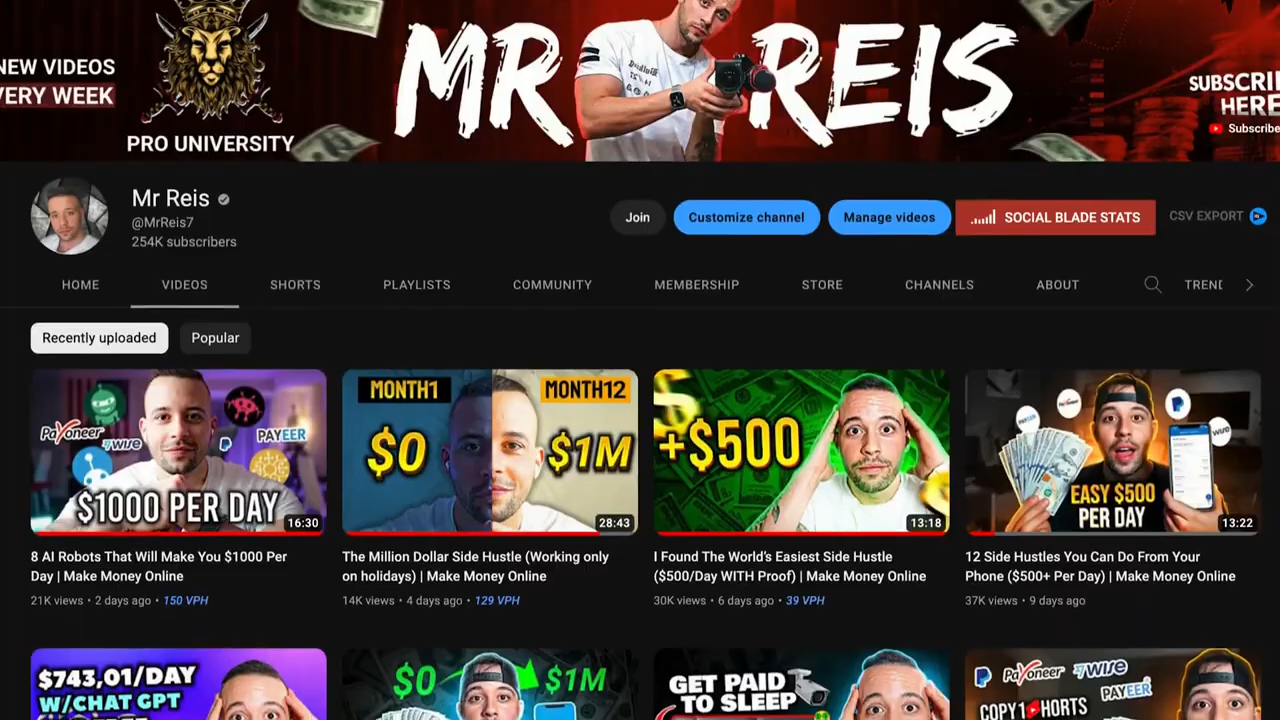 NEW VIDEOS
VERY WEEK
PRO UNIVERSITY
MR REIS
SUBSCRI
HERE
Subscribe
Mr Reis
@MrReis7
254K subscribers
Join
Customize channel
Manage videos
SOCIAL BLADE STATS
CSV EXPORT
HOME
VIDEOS
SHORTS
PLAYLISTS
COMMUNITY
MEMBERSHIP
STORE
CHANNELS
ABOUT
TREND
Recently uploaded
Popular
Payoneer
7WISE
PAYEER
$1000 PER DAY
16:30
8 AI Robots That Will Make You $1000 Per
Day | Make Money Online
21K views • 2 days ago • 150 VPH
MONTH1
MONTH12
$0
$1M
28:43
The Million Dollar Side Hustle (Working only
on holidays) | Make Money Online
14K views • 4 days ago • 129 VPH
+$500
13:18
I Found The World's Easiest Side Hustle
($500/Day WITH Proof) | Make Money Online
30K views • 6 days ago • 39 VPH
PAYEER
Payoneer
WISE
EASY $500
PER DAY
13:22
12 Side Hustles You Can Do From Your
Phone ($500+ Per Day) | Make Money Online
37K views • 9 days ago
$743,01/DAY
W/CHAT GPT
$0
$1M
GET PAID
TO SLEEP
Payoneer
7WISE
PAYEER
COPY
HORTS